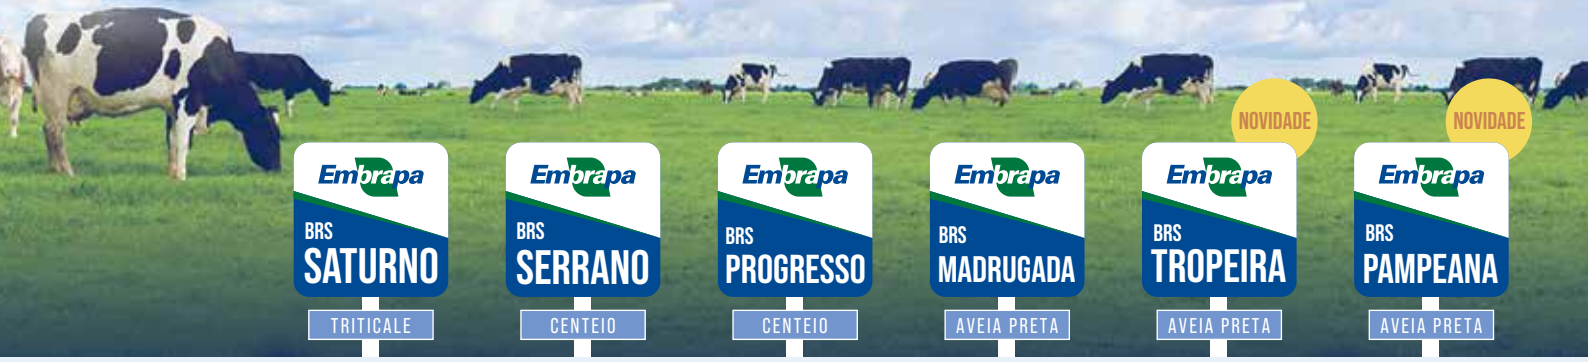 Embrapa
BRS
SATURNO
TRITICALE
Embrapa
BRS
SERRANO
CENTEIO
Embrapa
BRS
PROGRESSO
CENTEIO
Embrapa
BRS
MADRUGADA
AVEIA PRETA
NOVIDADE
Embrapa
BRS
TROPEIRA
AVEIA PRETA
NOVIDADE
Embrapa
BRS
PAMPEANA
AVEIA PRETA